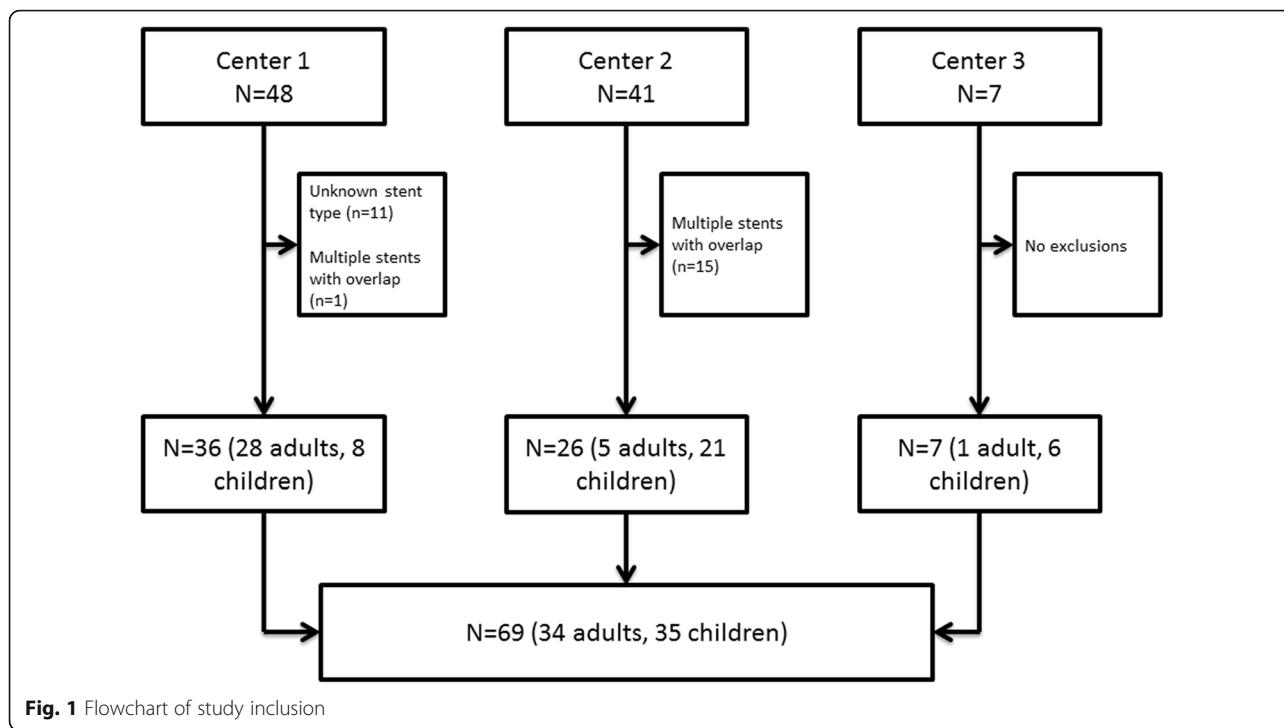 Center 1
N=48
Center 2
N=41
Center 3
N=7
Unknown stent
type (n=11)
Multiple stents
with overlap
(n=1)
Multiple stents
with overlap
(n=15)
No exclusions
N=36 (28 adults, 8
children)
N=26 (5 adults, 21
children)
N=7 (1 adult, 6
children)
N=69 (34 adults, 35 children)
Fig. 1 Flowchart of study inclusion